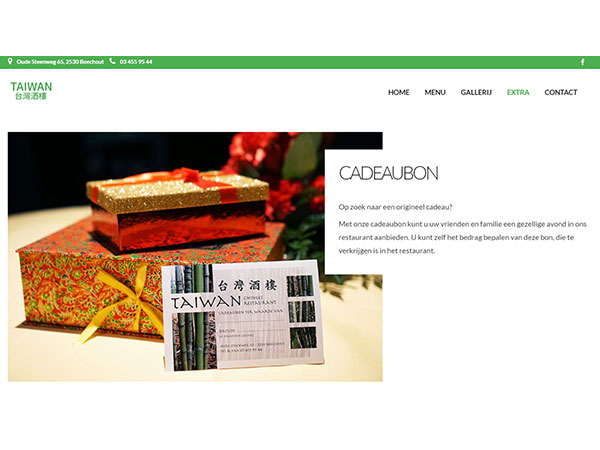 Oude Steenweg 65, 2530 Boechout 03 455 95 44
TAIWAN
台灣酒樓
HOME MENU GALLERIJ EXTRA CONTACT
CADEAUBON
Op zoek naar een origineel cadeau?
Met onze cadeaubon kunt u uw vrienden en familie een gezellige avond in ons
restaurant aanbieden. U kunt zelf het bedrag bepalen van deze bon, die te
verkrijgen is in het restaurant.
台灣酒樓
TAIWAN CHINEES
RESTAURANT
CADEAUBON TER WAARDE VAN
DATUM